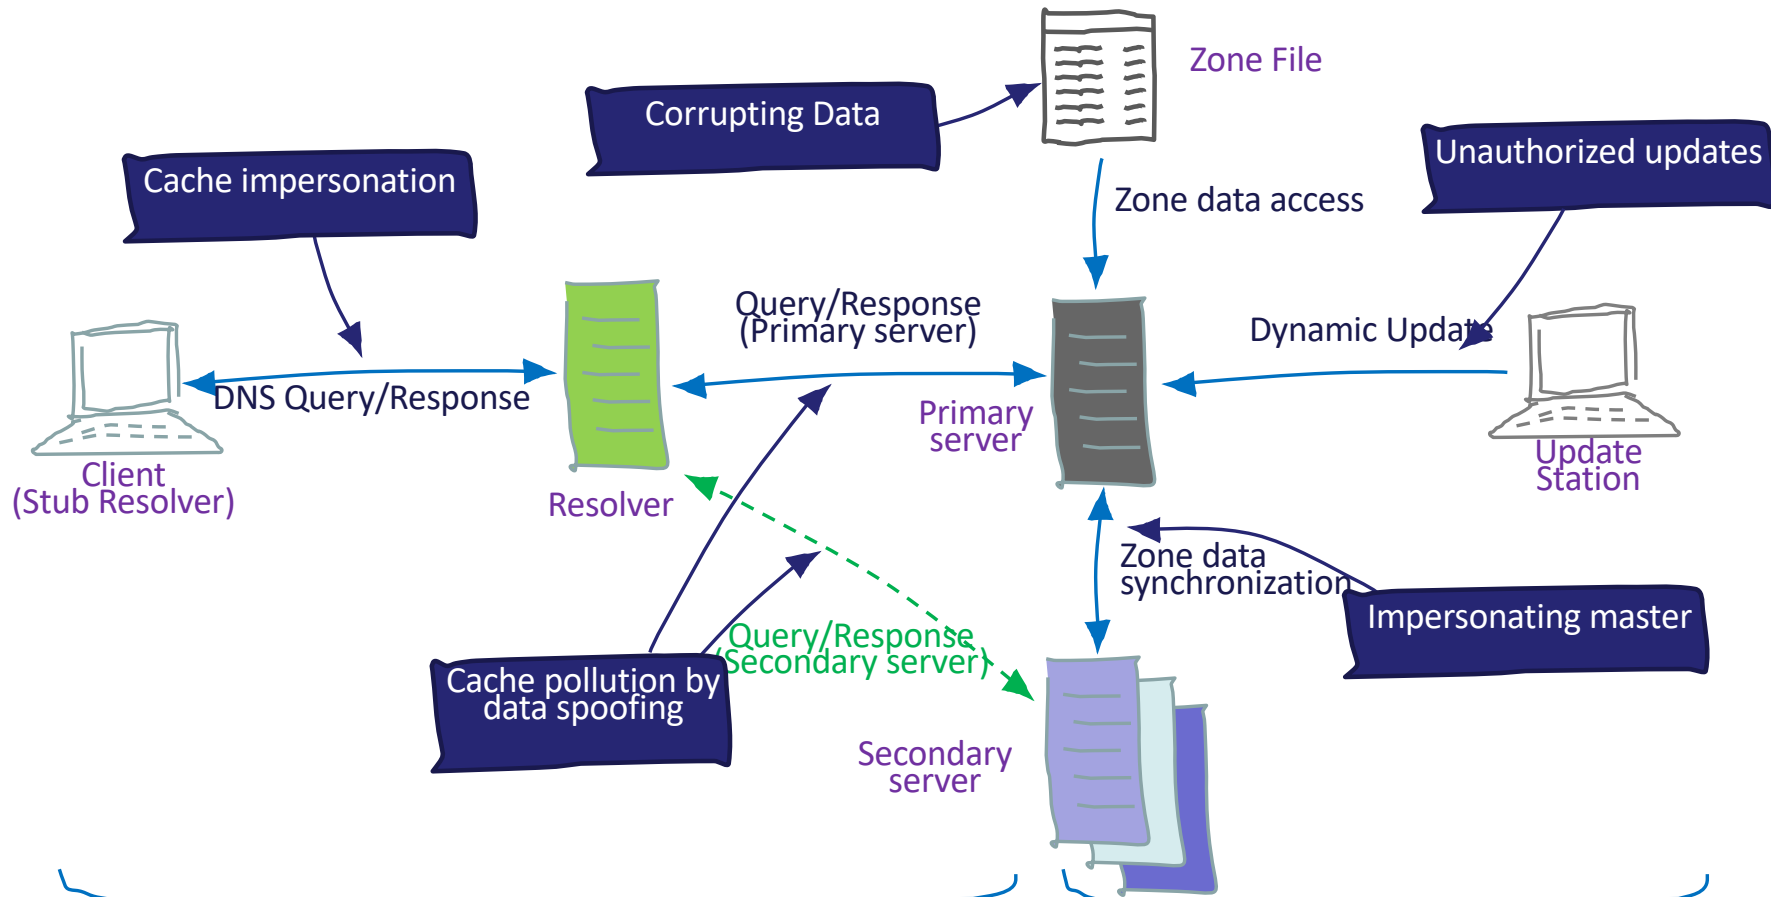 Zone File
Corrupting Data
Unauthorized updates
Cache impersonation
Zone data access
Query/Response
(Primary server)
Dynamic Update
DNS Query/Response
Primary
server
Client
(Stub Resolver)
Resolver
Update
Station
Zone data
synchronization
Impersonating master
Query/Response
(Secondary server)
Cache pollution by
data spoofing
Secondary
server